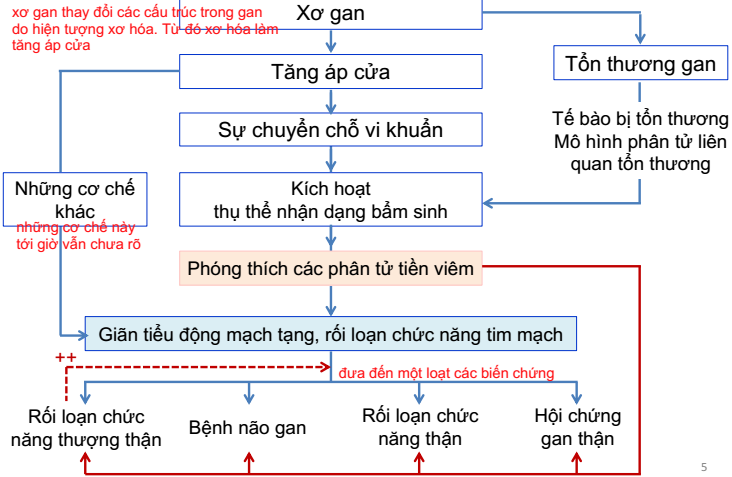 xơ gan thay đổi các cấu trúc trong gan
do hiện tượng xơ hóa. Từ đó xơ hóa làm
tăng áp cửa
Xơ gan
Tăng áp cửa
Tổn thương gan
Sự chuyển chỗ vi khuẩn
Tế bào bị tổn thương
Mô hình phân tử liên
quan tổn thương
Những cơ chế
khác
những cơ chế này
tới giờ vẫn chưa rõ
Kích hoạt
thụ thể nhận dạng bẩm sinh
Phóng thích các phân tử tiền viêm
Giãn tiểu động mạch tạng, rối loạn chức năng tim mạch
++
đưa đến một loạt các biến chứng
Rối loạn chức
năng thượng thận
Bệnh não gan
Rối loạn chức
năng thận
Hội chứng
gan thận
5